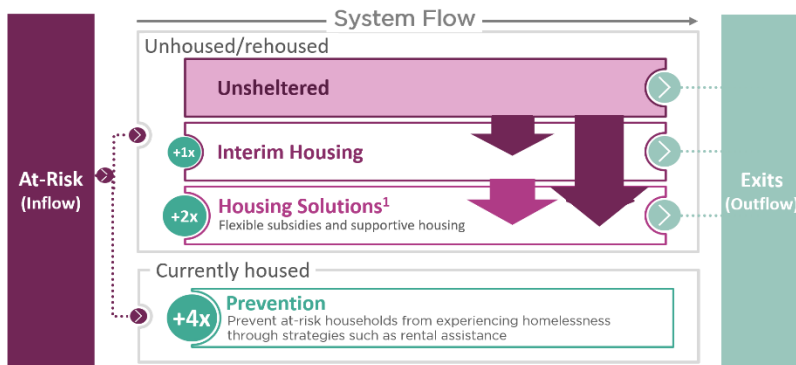 System Flow
Unhoused/rehoused
Unsheltered
+1x
Interim Housing
At-Risk
(Inflow)
Exits
(Outflow)
+2x
Housing Solutions¹
Flexible subsidies and supportive housing
Currently housed
+4x
Prevention
Prevent at-risk households from experiencing homelessness
through strategies such as rental assistance